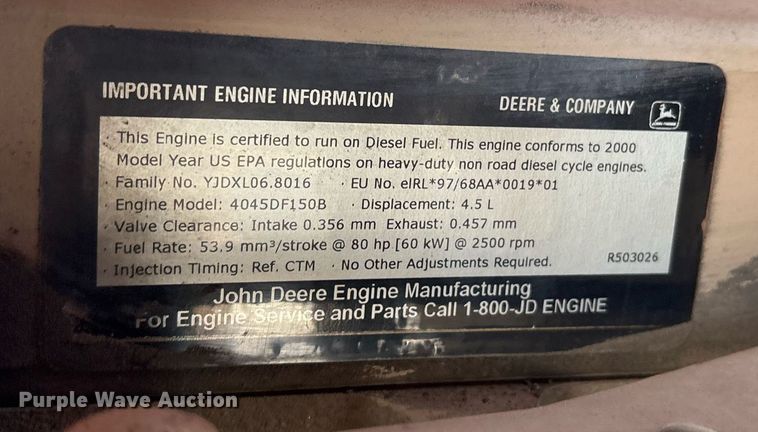 IMPORTANT ENGINE INFORMATION DEERE & COMPANY
· This Engine is certified to run on Diesel Fuel. This engine conforms to 2000
Model Year US EPA regulations on heavy-duty non road diesel cycle engines.
· Family No. YJDXL06.8016 · EU No. eIRL*97/68AA*0019*01
· Engine Model: 4045DF150B · Displacement: 4.5 L
· Valve Clearance: Intake 0.356 mm Exhaust: 0.457 mm
· Fuel Rate: 53.9 mm³/stroke @ 80 hp [60 kW] @ 2500 rpm
· Injection Timing: Ref. CTM · No Other Adjustments Required. R503026
John Deere Engine Manufacturing
For Engine Service and Parts Call 1-800-JD ENGINE
Purple Wave Auction